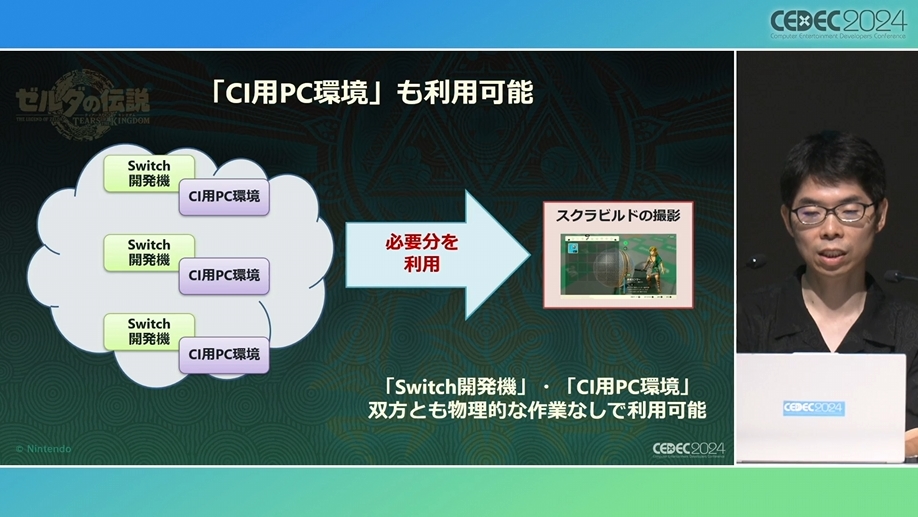 CEDEC2024
Computer Entertainment Developers Conference
ゼルダの伝説
TEARS OF THE KINGDOM
「CI用PC環境」も利用可能
Switch
開発機
CI用PC環境
Switch
開発機
CI用PC環境
Switch
開発機
CI用PC環境
必要分を
利用
スクラビルドの撮影
「Switch開発機」・「CI用PC環境」
双方とも物理的な作業なしで利用可能
© Nintendo
CEDEC2024
CEDEC2024